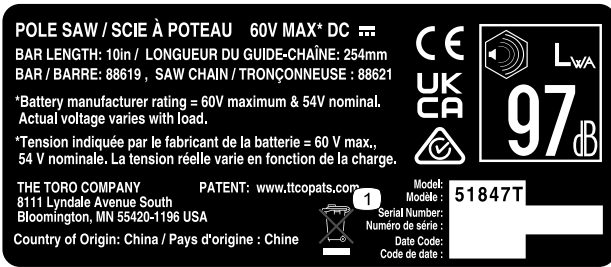 POLE SAW / SCIE À POTEAU 60V MAX* DC
BAR LENGTH: 10in / LONGUEUR DU GUIDE-CHAÎNE: 254mm
BAR / BARRE: 88619 , SAW CHAIN / TRONÇONNEUSE : 88621
*Battery manufacturer rating = 60V maximum & 54V nominal.
Actual voltage varies with load.
*Tension indiquée par le fabricant de la batterie = 60 V max.,
54 V nominale. La tension réelle varie en fonction de la charge.
THE TORO COMPANY PATENT: www.ttcopats.com
8111 Lyndale Avenue South
Bloomington, MN 55420-1196 USA
Country of Origin: China / Pays d'origine : Chine
1
CE
UK
CA
LWA
97dB
Model:
Modèle : 51847T
Serial Number:
Numéro de série :
Date Code:
Code de date :